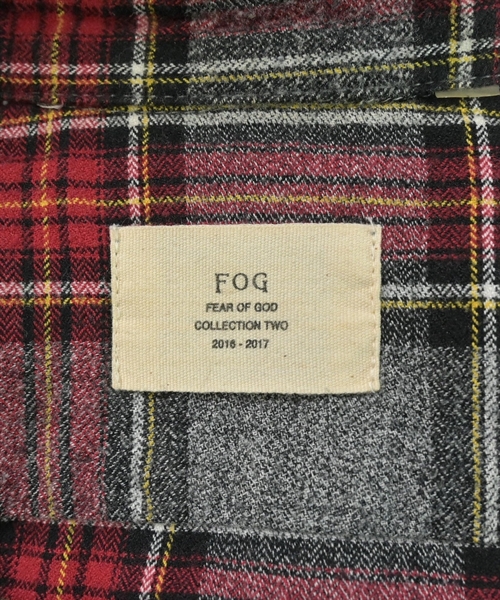 FOG
FEAR OF GOD
COLLECTION TWO
2016 - 2017